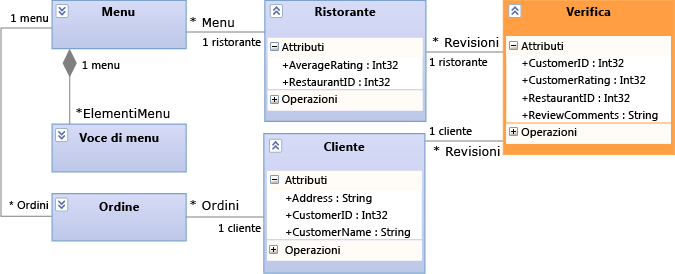 1 menu
Menu
* Menu
1 ristorante
Ristorante
Attributi
+AverageRating : Int32
+RestaurantID : Int32
Operazioni
* Revisioni
1 ristorante
Verifica
Attributi
+CustomerID : Int32
+CustomerRating : Int32
+RestaurantID : Int32
+ReviewComments : String
Operazioni
1 menu
*ElementiMenu
Voce di menu
1 cliente
* Revisioni
Cliente
Attributi
+Address : String
+CustomerID : Int32
+CustomerName : String
Operazioni
* Ordini
Ordine
* Ordini
1 cliente